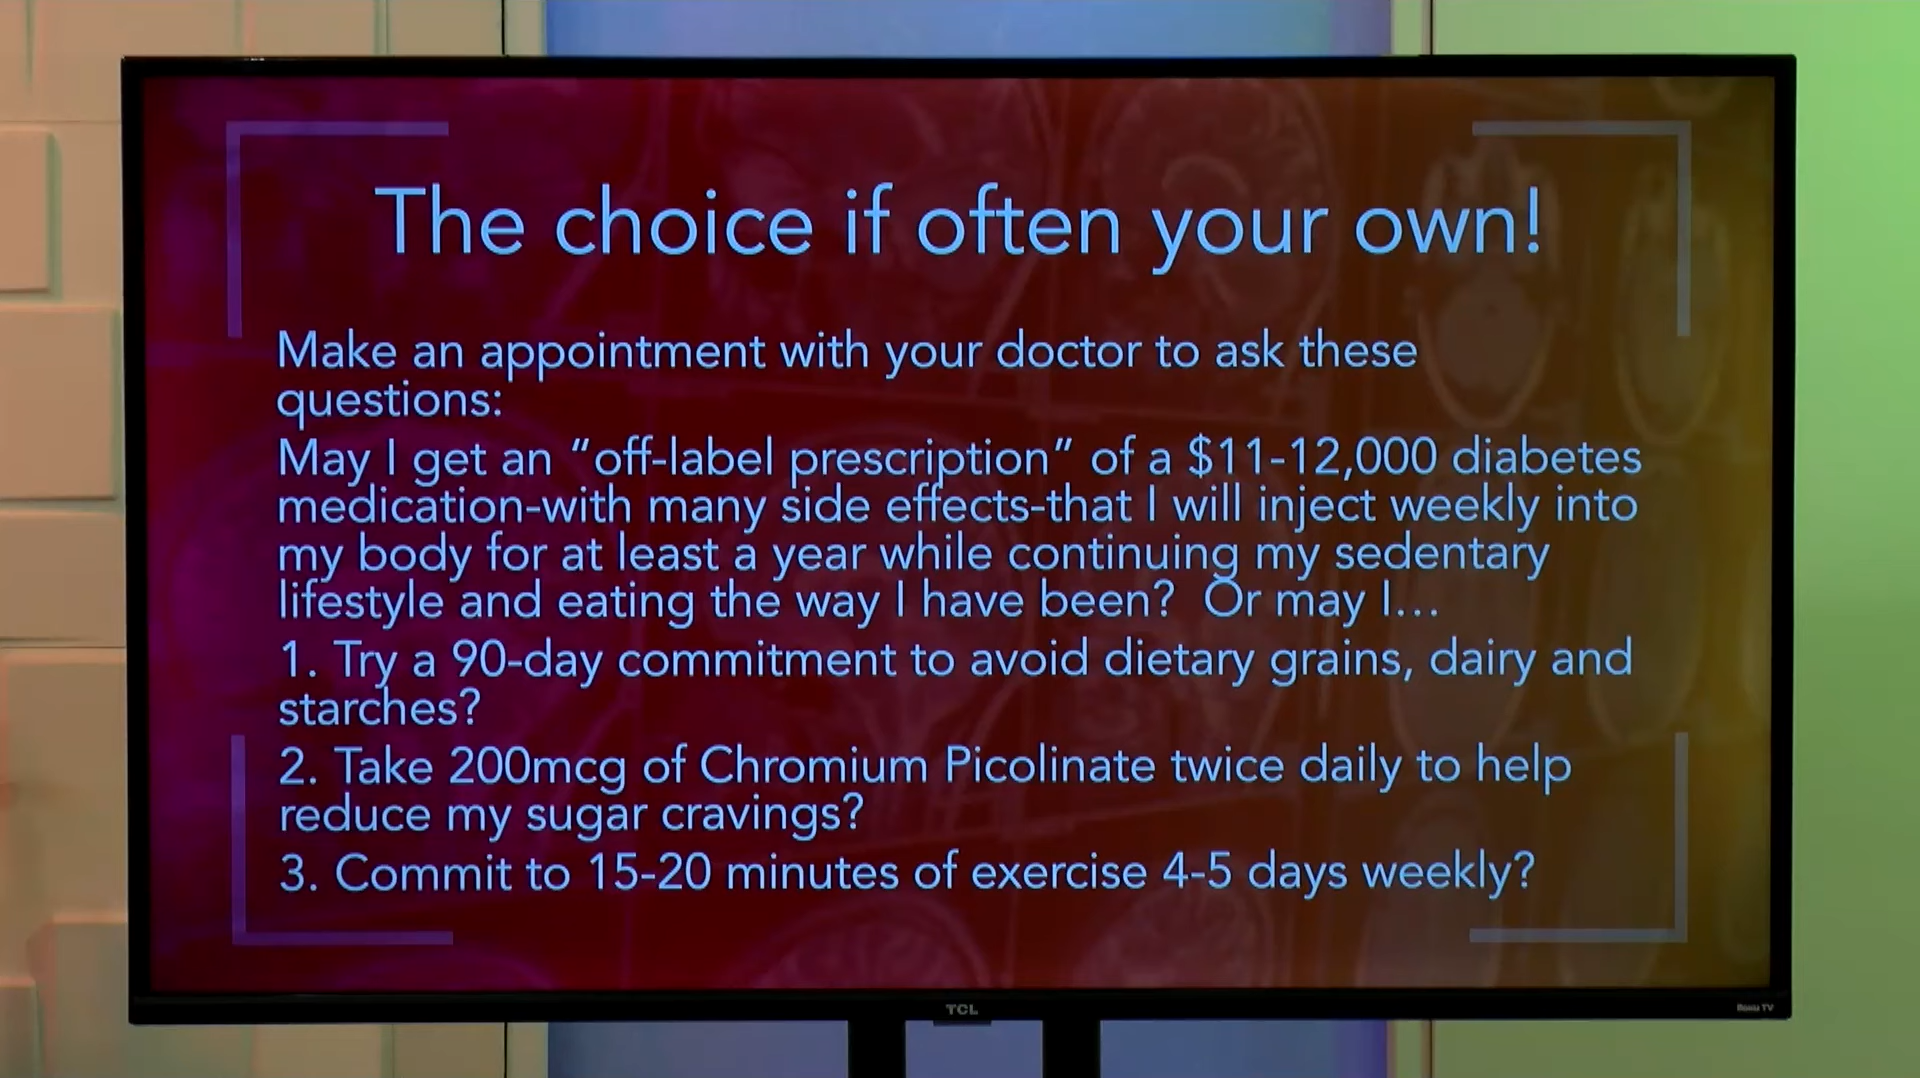 The choice if often your own!
Make an appointment with your doctor to ask these
questions:
May I get an “off-label prescription” of a $11-12,000 diabetes
medication-with many side effects-that I will inject weekly into
my body for at least a year while continuing my sedentary
lifestyle and eating the way I have been?  Or may I...
1. Try a 90-day commitment to avoid dietary grains, dairy and
starches?
2. Take 200mcg of Chromium Picolinate twice daily to help
reduce my sugar cravings?
3. Commit to 15-20 minutes of exercise 4-5 days weekly?
TCL
Roku TV